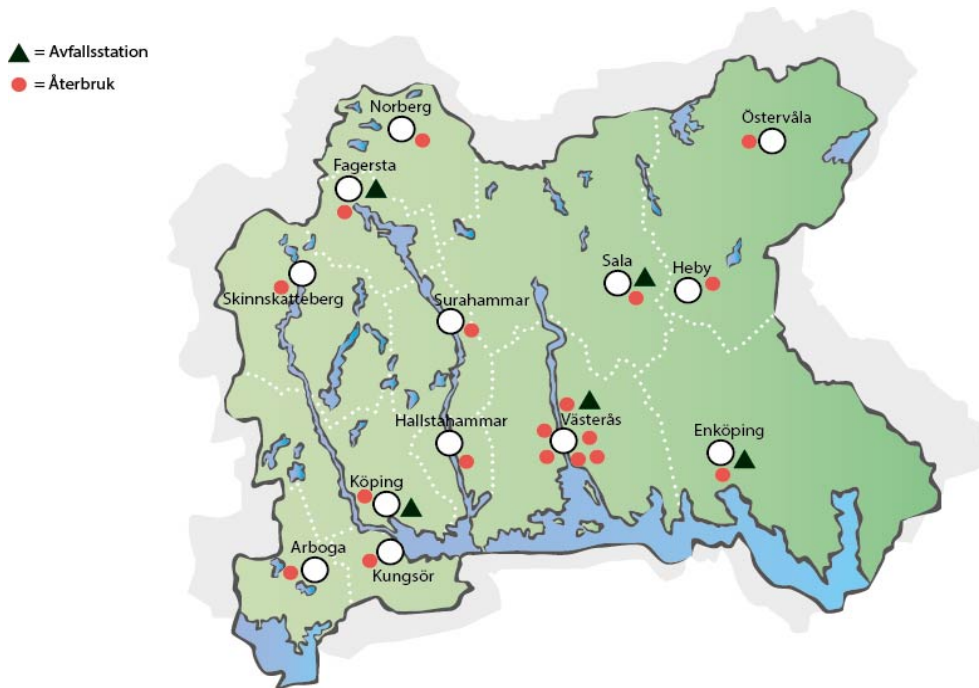 = Avfallsstation
= Återbruk
Norberg
Östervåla
Fagersta
Sala
Heby
Skinnskatteberg
Surahammar
Hallstahammar
Västerås
Enköping
Köping
Arboga
Kungsör